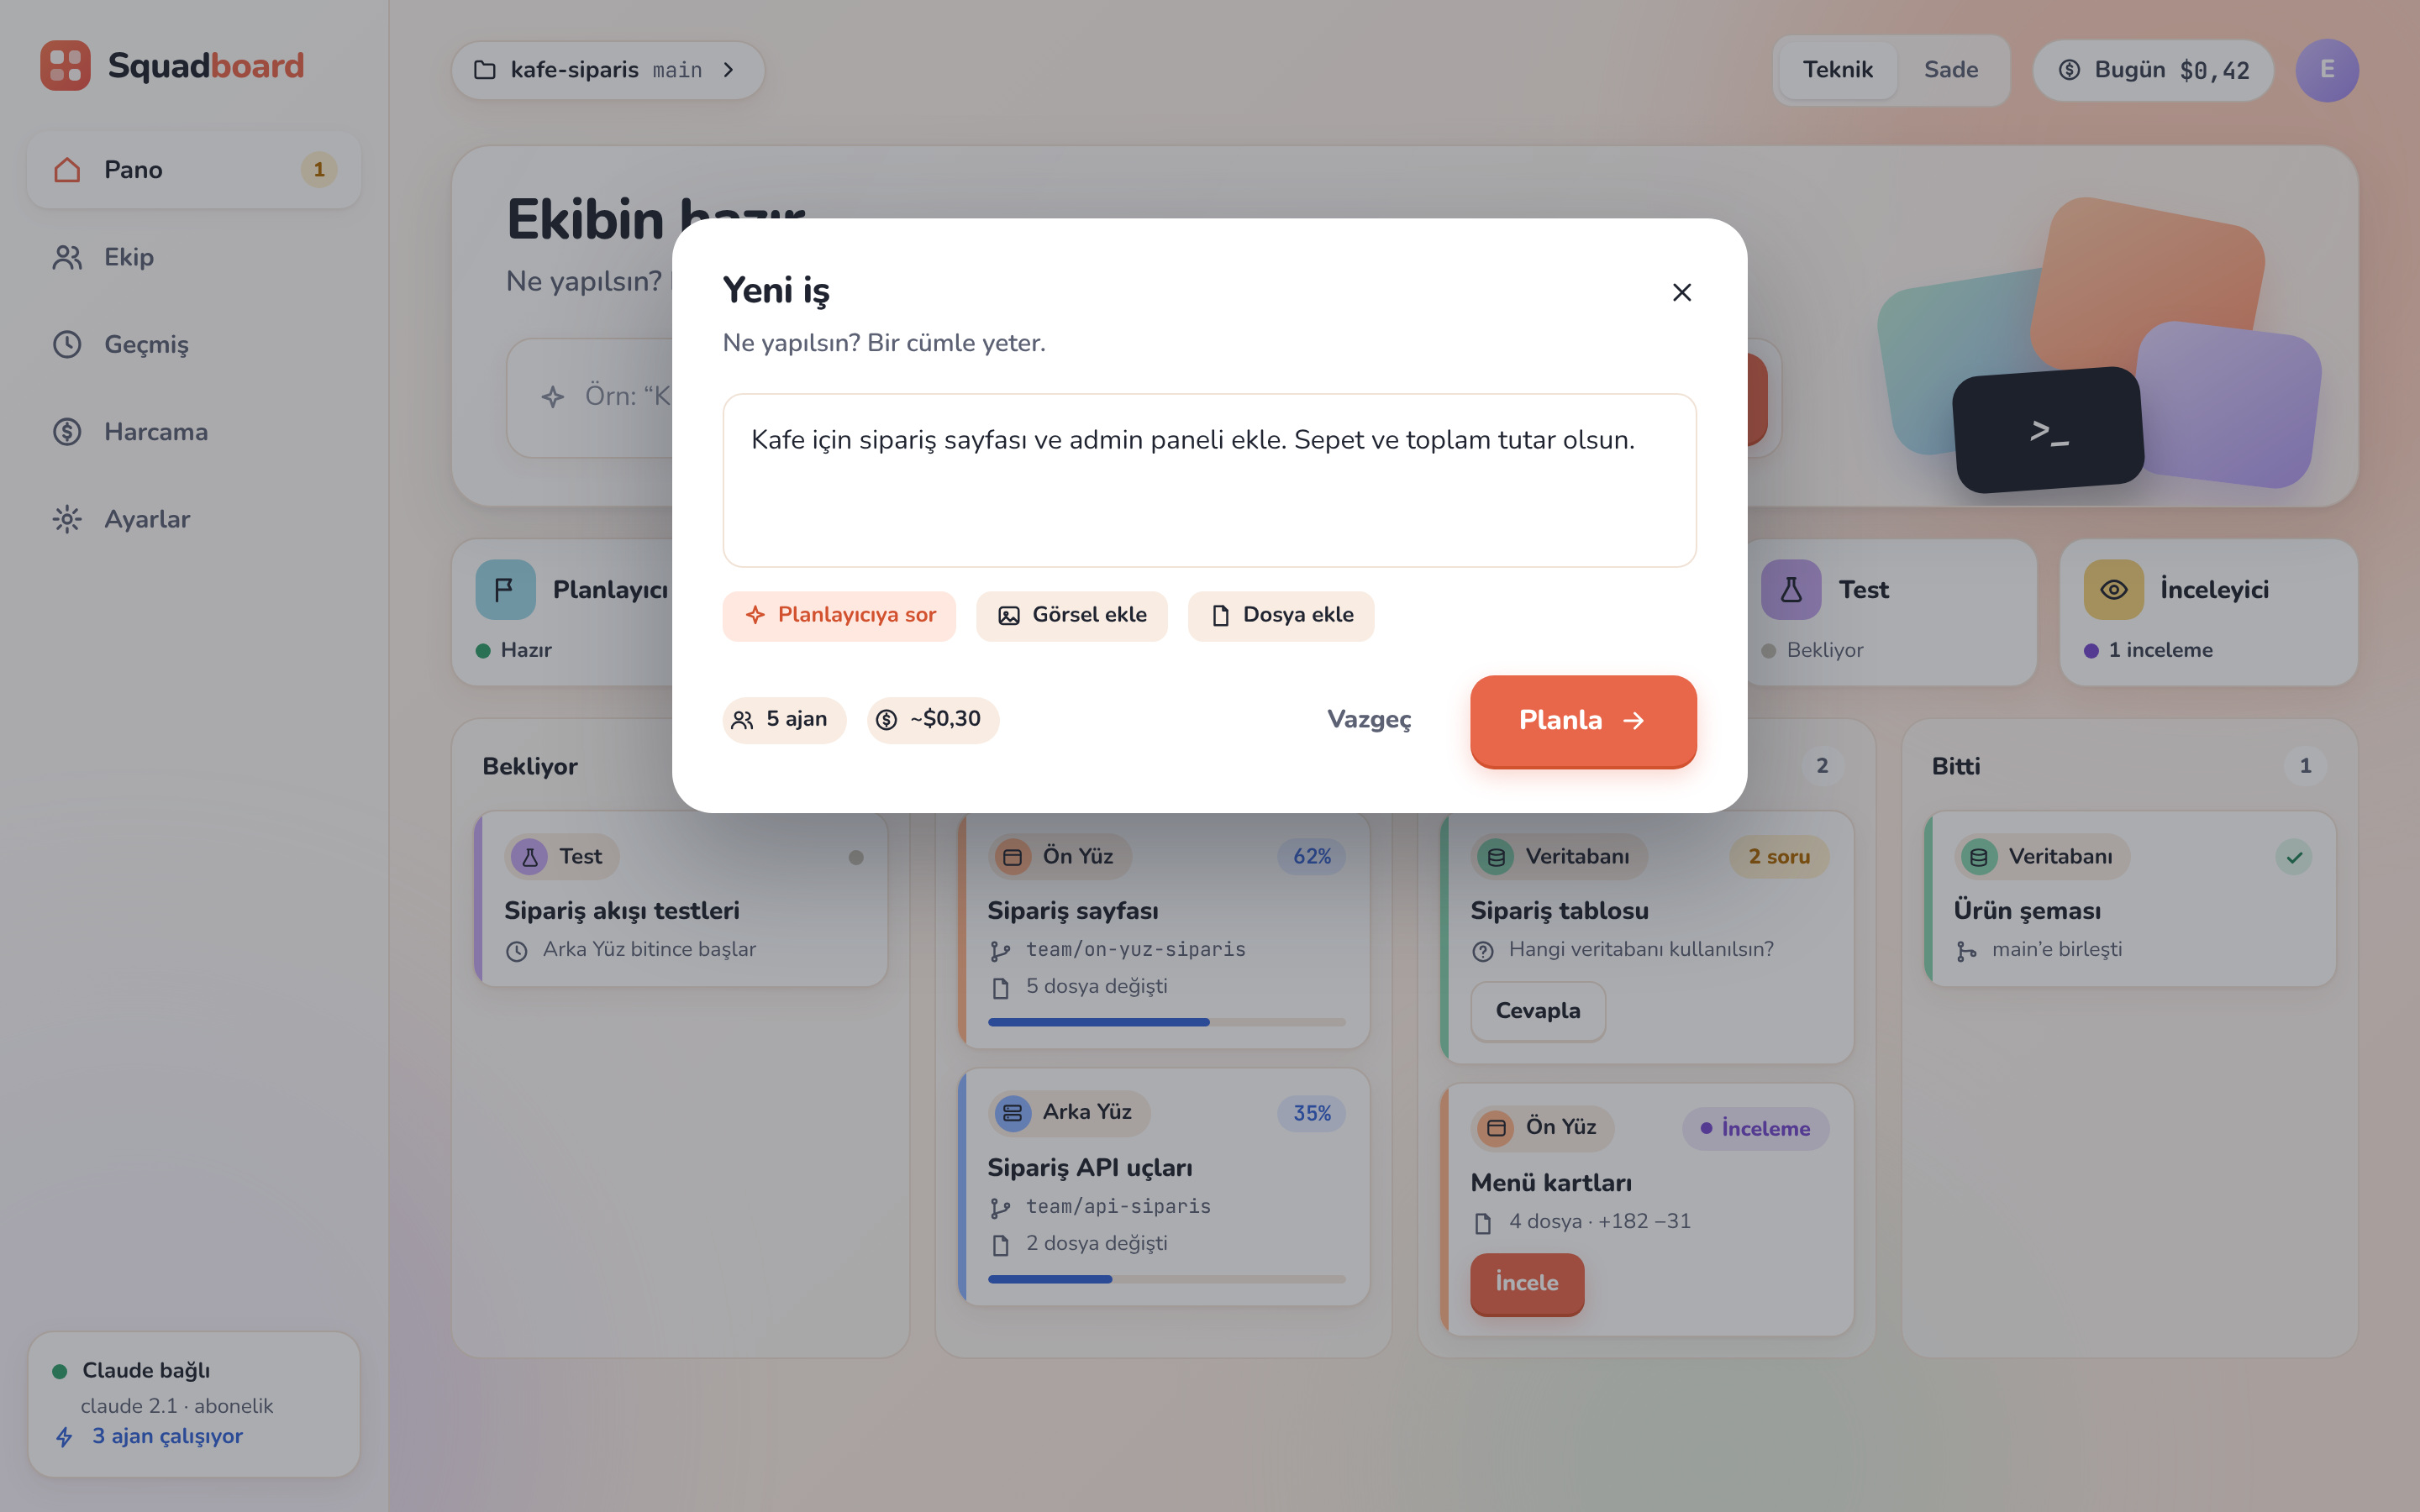 Squadboard
Pano 1
Ekip
Geçmiş
Harcama
Ayarlar
Claude bağlı
claude 2.1 · abonelik
3 ajan çalışıyor
kafe-siparis main
Teknik Sade
Bugün $0,42
E
Ekibin hazır
Ne yapılsın?
Örn: “K
>_
Yeni iş
Ne yapılsın? Bir cümle yeter.
Kafe için sipariş sayfası ve admin paneli ekle. Sepet ve toplam tutar olsun.
Planlayıcıya sor Görsel ekle Dosya ekle
5 ajan ~$0,30 Vazgeç Planla
Planlayıcı
Hazır
Test
Bekliyor
İnceleyici
1 inceleme
Bekliyor
Test
Sipariş akışı testleri
Arka Yüz bitince başlar
Ön Yüz 62%
Sipariş sayfası
team/on-yuz-siparis
5 dosya değişti
Arka Yüz 35%
Sipariş API uçları
team/api-siparis
2 dosya değişti
2
Veritabanı 2 soru
Sipariş tablosu
Hangi veritabanı kullanılsın?
Cevapla
Ön Yüz İnceleme
Menü kartları
4 dosya · +182 −31
İncele
Bitti 1
Veritabanı
Ürün şeması
main’e birleşti